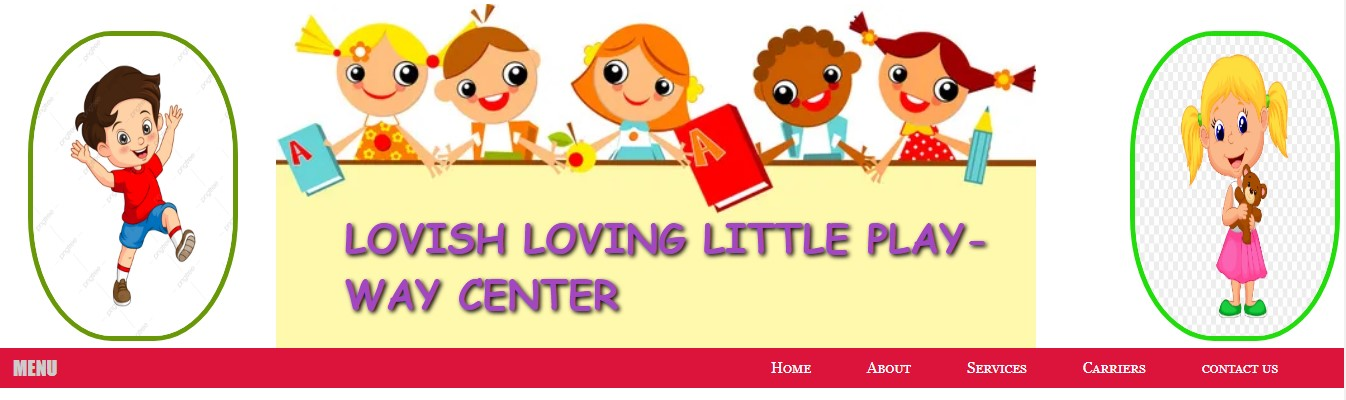 A
A
LOVISH LOVING LITTLE PLAY-
WAY CENTER
MENU
Home About Services Carriers contact us